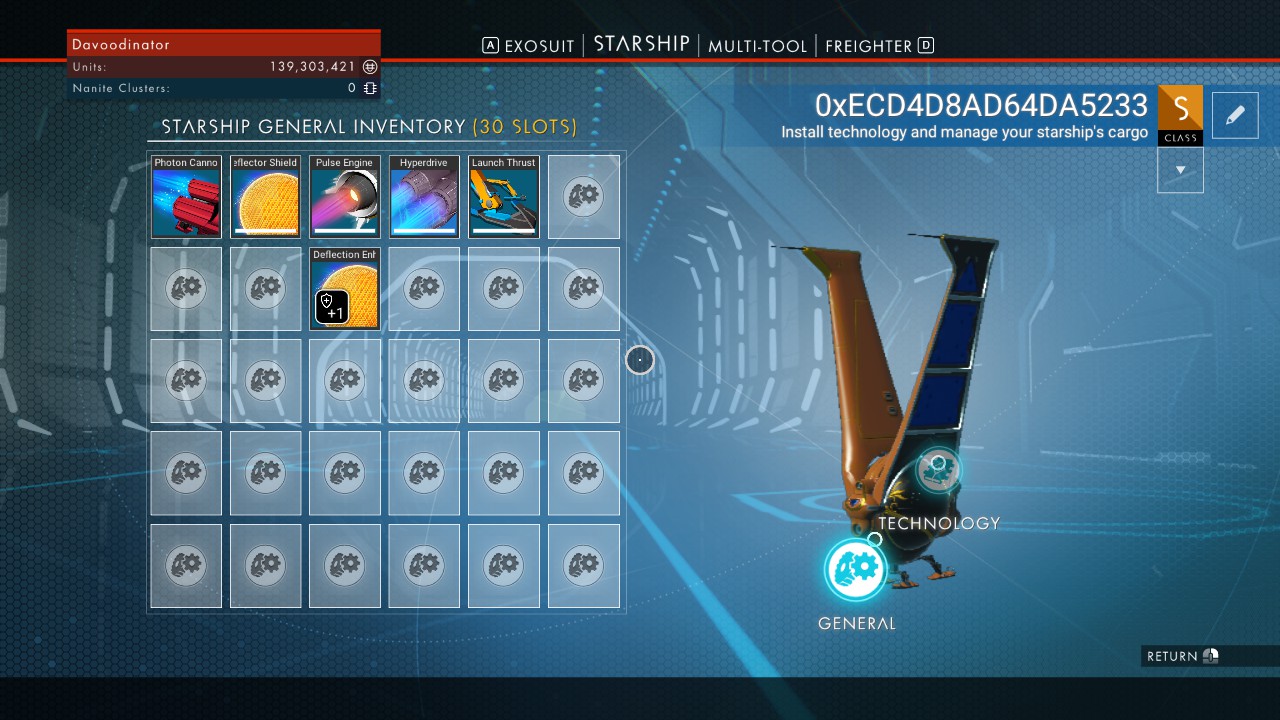 Davoodinator
Units: 139,303,421
Nanite Clusters: 0
A EXOSUIT STARSHIP MULTI-TOOL FREIGHTER D
0xECD4D8AD64DA5233
Install technology and manage your starship's cargo
S
CLASS
STARSHIP GENERAL INVENTORY (30 SLOTS)
Photon Canno eflector Shield Pulse Engine Hyperdrive Launch Thrust
Deflection Enh
+1
TECHNOLOGY
GENERAL
RETURN